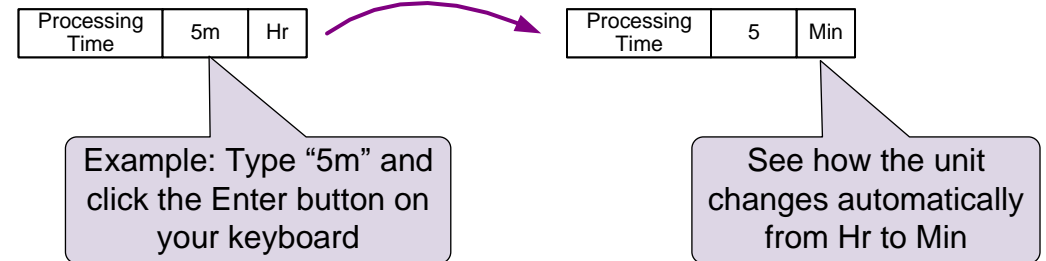 Processing
Time
5m
Hr
Processing
Time
5
Min
Example: Type “5m” and
click the Enter button on
your keyboard
See how the unit
changes automatically
from Hr to Min